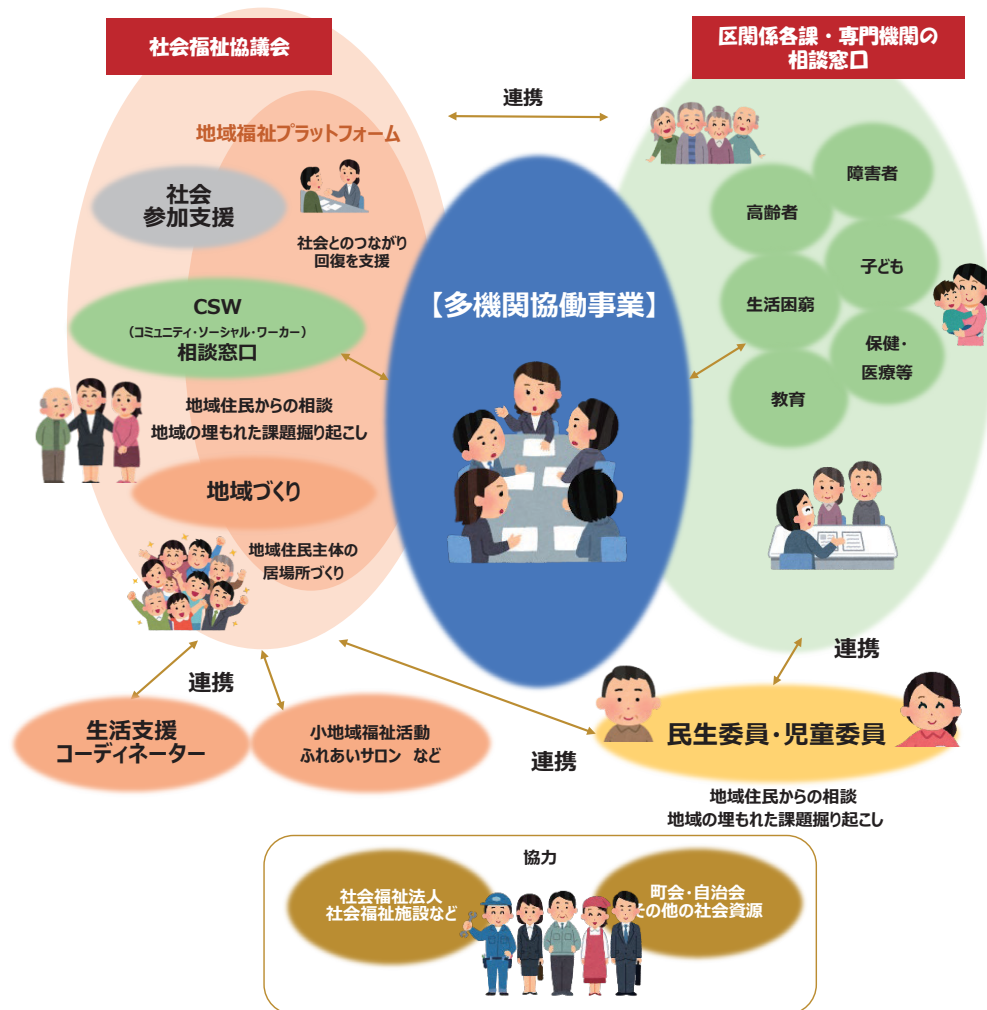 社会福祉協議会
区関係各課・専門機関の
相談窓口
連携
地域福祉プラットフォーム
社会
参加支援
社会とのつながり
回復を支援
CSW
（コミュニティ・ソーシャル・ワーカー）
相談窓口
地域住民からの相談
地域の埋もれた課題掘り起こし
地域づくり
地域住民主体の
居場所づくり
【多機関協働事業】
障害者
高齢者
子ども
生活困窮
保健・
医療等
教育
連携
生活支援
コーディネーター
小地域福祉活動
ふれあいサロン など
連携
連携
民生委員・児童委員
地域住民からの相談
地域の埋もれた課題掘り起こし
協力
社会福祉法人
社会福祉施設など
町会・自治会
その他の社会資源